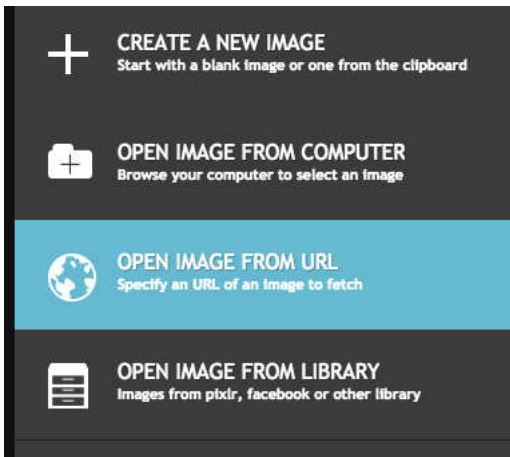 CREATE A NEW IMAGE
Start with a blank image or one from the clipboard
OPEN IMAGE FROM COMPUTER
Browse your computer to select an image
OPEN IMAGE FROM URL
Specify an URL of an image to fetch
OPEN IMAGE FROM LIBRARY
Images from pixlr, facebook or other library